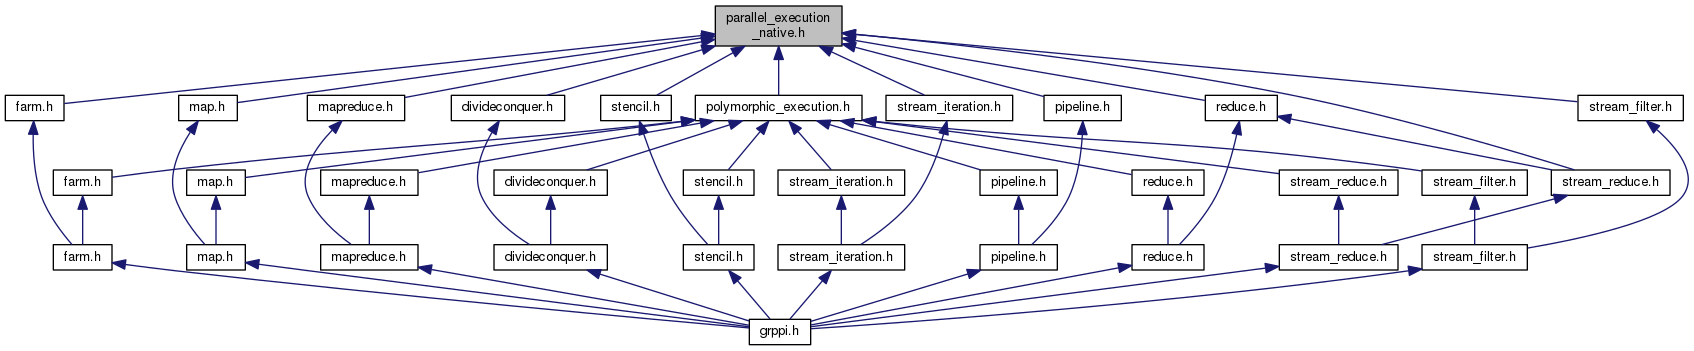 parallel_execution
_native.h
farm.h
map.h
mapreduce.h
divideconquer.h
stencil.h
polymorphic_execution.h
stream_iteration.h
pipeline.h
reduce.h
stream_filter.h
farm.h
map.h
mapreduce.h
divideconquer.h
stencil.h
stream_iteration.h
pipeline.h
reduce.h
stream_reduce.h
stream_filter.h
stream_reduce.h
farm.h
map.h
mapreduce.h
divideconquer.h
stencil.h
stream_iteration.h
pipeline.h
reduce.h
stream_reduce.h
stream_filter.h
grppi.h